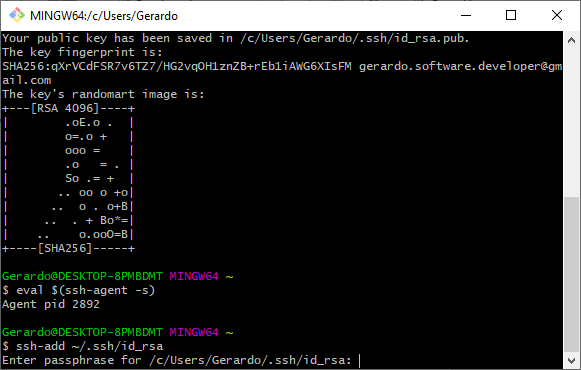 MINGW64:/c/Users/Gerardo
Your public key has been saved in /c/Users/Gerardo/.ssh/id_rsa.pub.
The key fingerprint is:
SHA256:qXrVCdFSR7v6TZ7/HG2vqOH1znZB+rEb1iAWG6XIsFM gerardo.software.developer@gm
ail.com
The key's randomart image is:
+---[RSA 4096]----+
|        .oE.o .  |
|        o=.o +   |
|        ooo =    |
|        .o   = . |
|        So .= +  |
|       .. oo o +o|
|      ..  o . o+B|
|     ..  . + Bo*=|
|    ..    o.ooO=B|
+----[SHA256]-----+
Gerardo@DESKTOP-8PMBDMT MINGW64 ~
$ eval $(ssh-agent -s)
Agent pid 2892
Gerardo@DESKTOP-8PMBDMT MINGW64 ~
$ ssh-add ~/.ssh/id_rsa
Enter passphrase for /c/Users/Gerardo/.ssh/id_rsa: